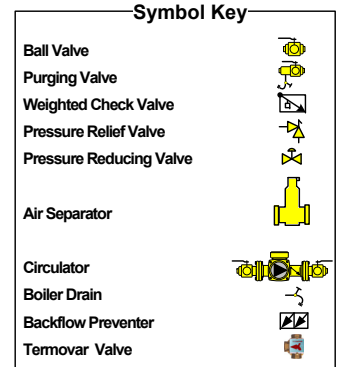 Symbol Key
Ball Valve
Purging Valve
Weighted Check Valve
Pressure Relief Valve
Pressure Reducing Valve
Air Separator
Circulator
Boiler Drain
Backflow Preventer
Termovar Valve